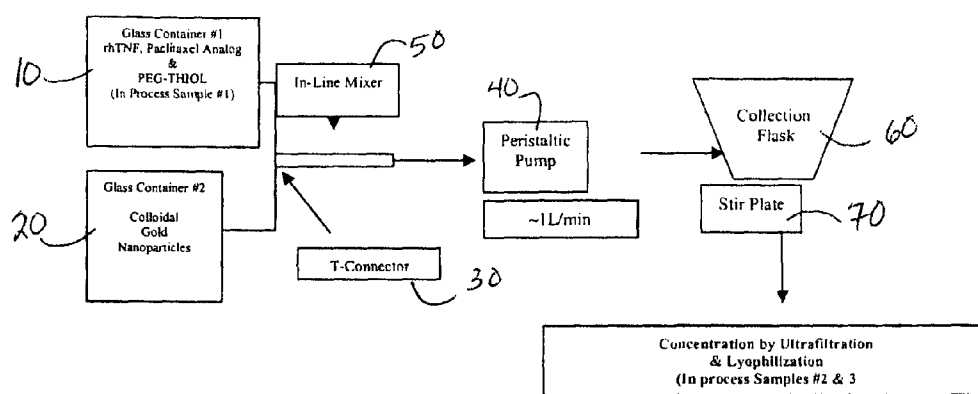 Glass Container #1
rhTNF, Paclitaxel Analog
&
PEG-THIOL
(In Process Sample #1)
10
In-Line Mixer
50
Glass Container #2
Colloidal
Gold
Nanoparticles
20
T-Connector
30
40
Peristaltic
Pump
~1L/min
Collection
Flask
60
Stir Plate
70
Concentration by Ultrafiltration
& Lyophilization
(In process Samples #2 & 3